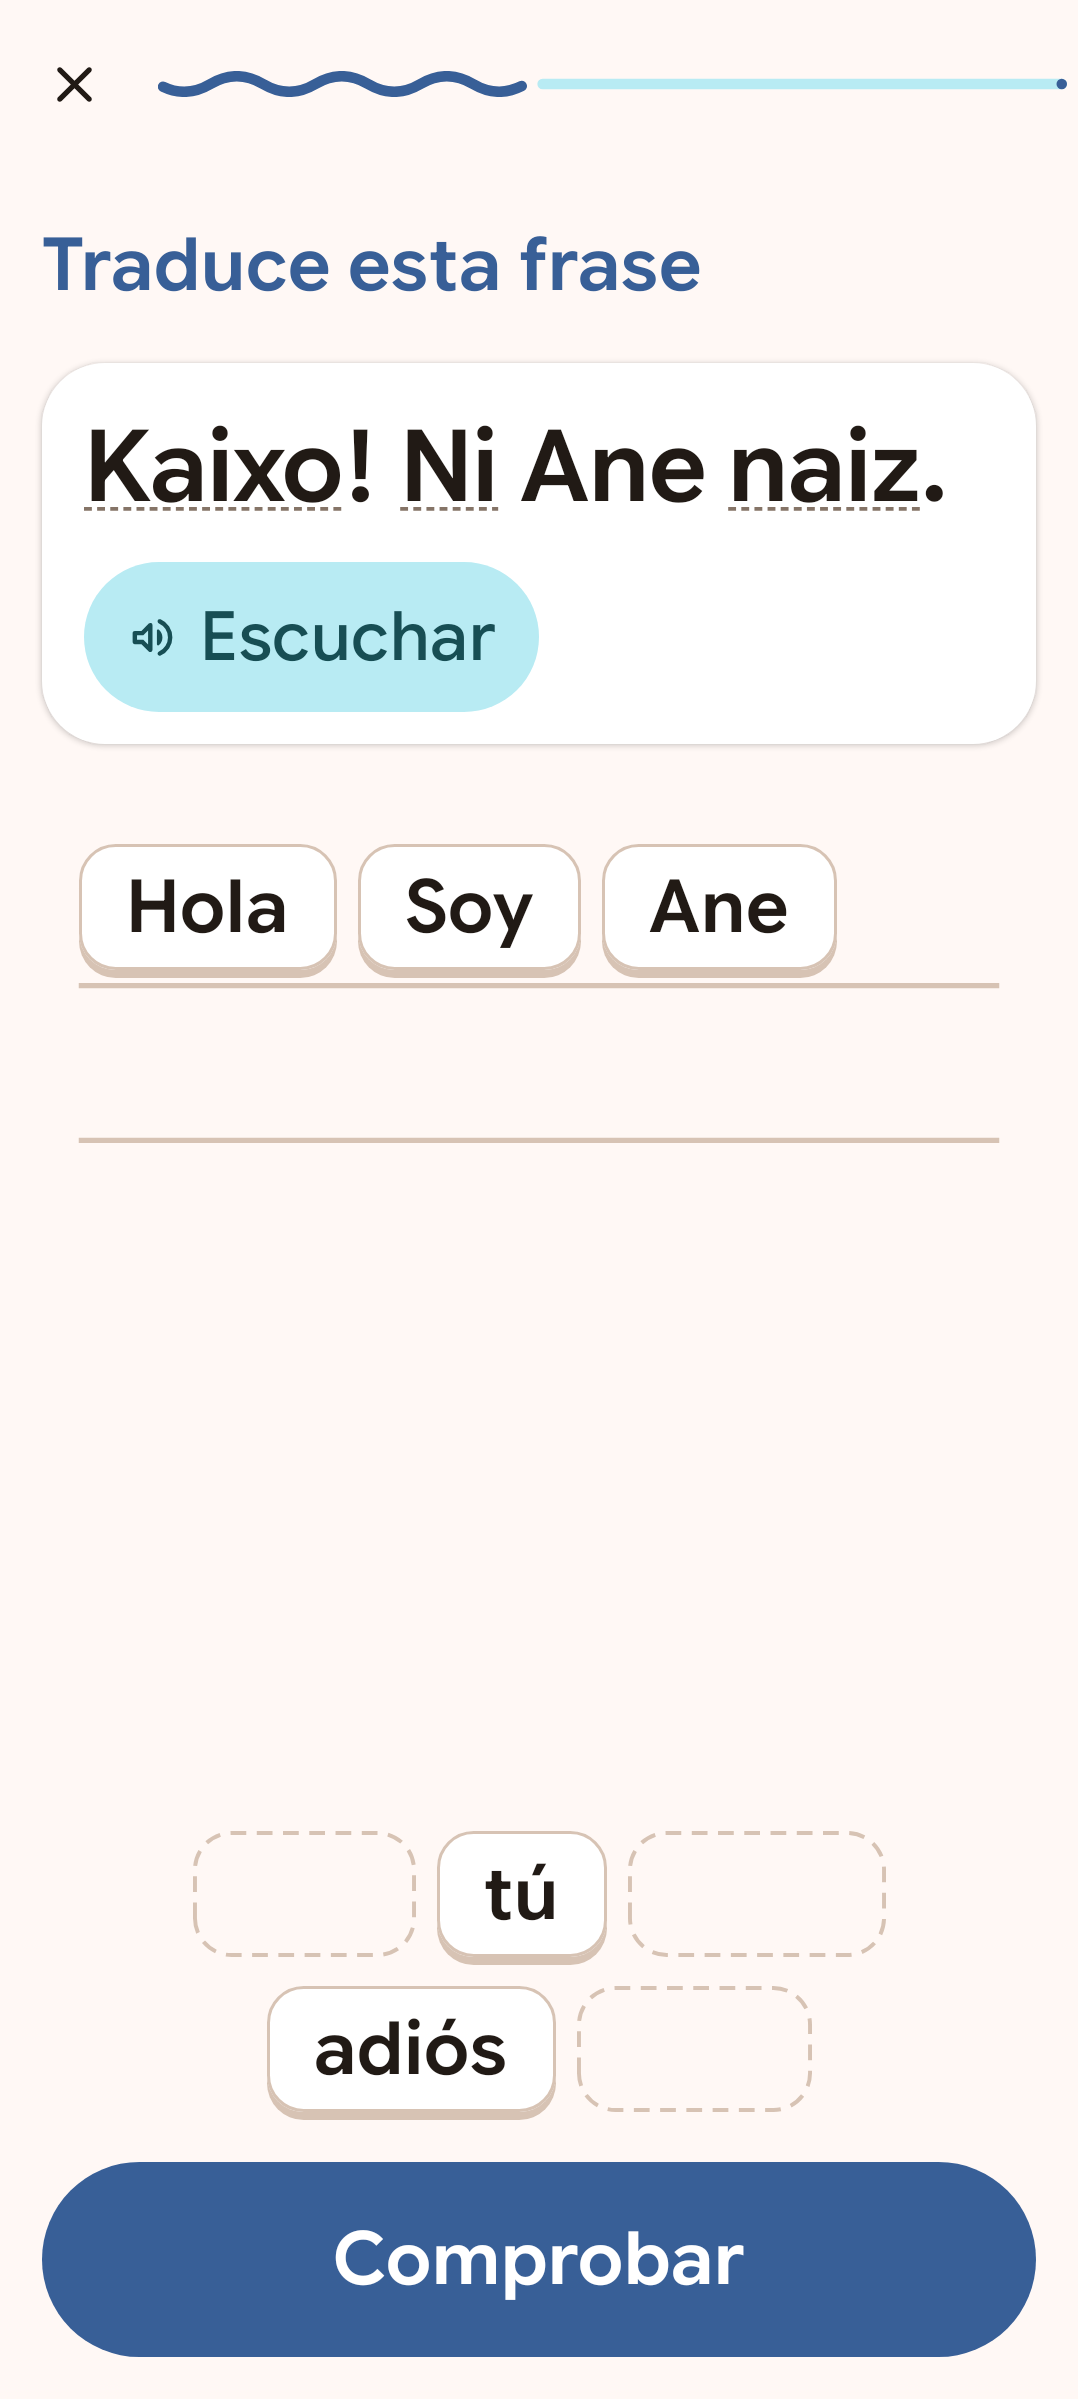 Traduce esta frase
Kaixo! Ni Ane naiz.
Escuchar
Hola Soy Ane
tú
adiós
Comprobar